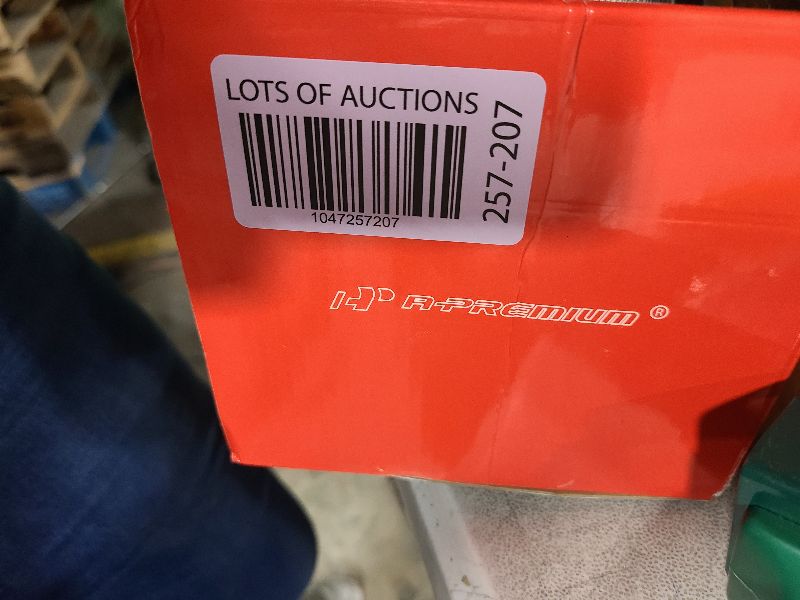 LOTS OF AUCTIONS
1047257207
257-207
A-PREMIUM ®